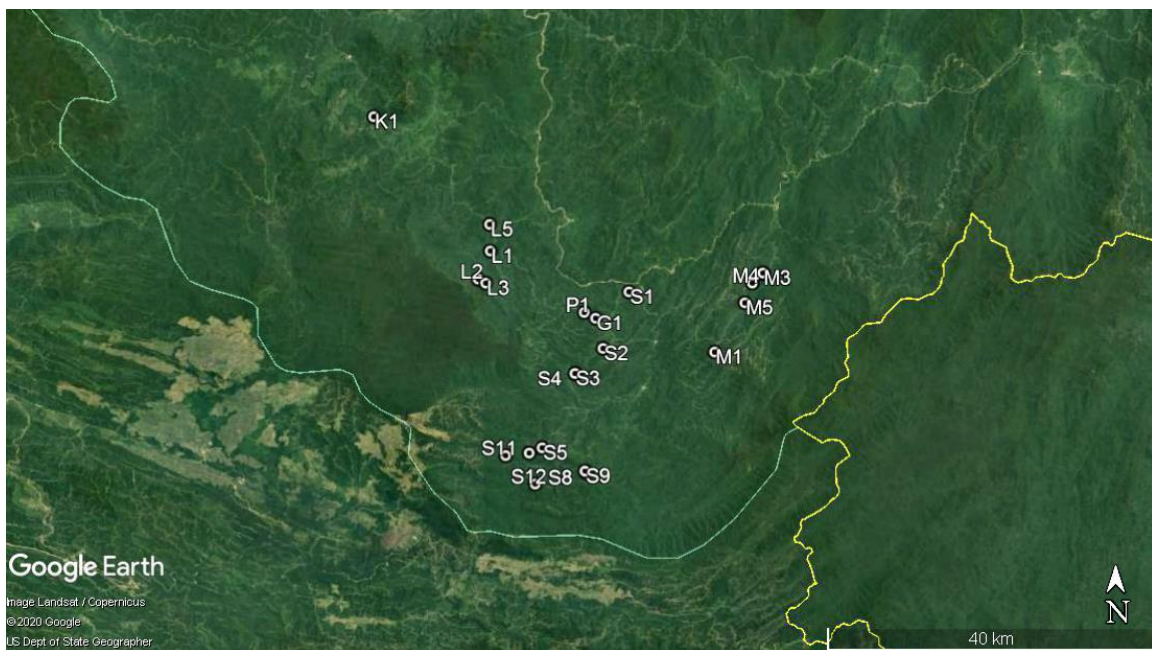 K1
L5
L1
L2
L3
M4
M3
S1
M5
P1
G1
S2
M1
S4
S3
S11
S5
S12
S8
S9
Google Earth
Image Landsat / Copernicus
©2020 Google
US Dept of State Geographer
N
40 km